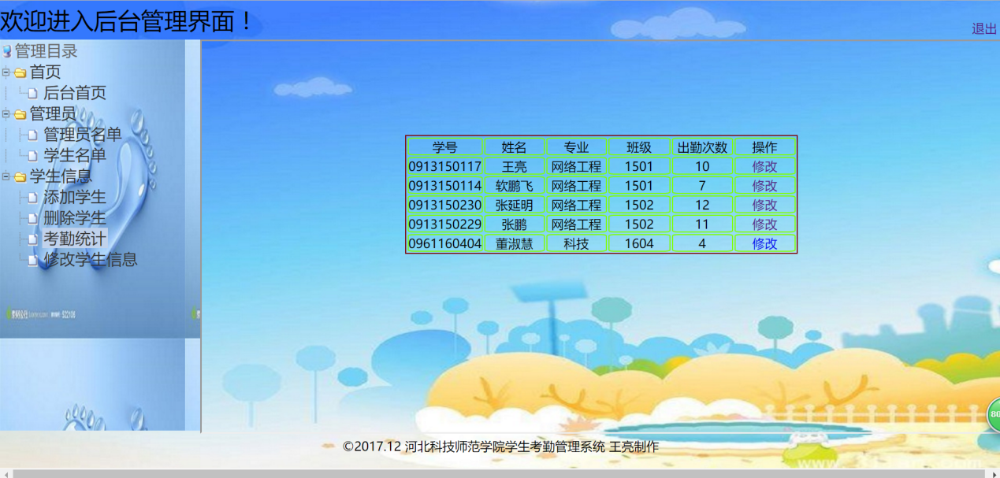 欢迎进入后台管理界面！
退出
管理目录
首页
后台首页
管理员
管理员名单
学生名单
学生信息
添加学生
删除学生
考勤统计
修改学生信息
学号 姓名 专业 班级 出勤次数 操作
0913150117 王亮 网络工程 1501 10 修改
0913150114 软鹏飞 网络工程 1501 7 修改
0913150230 张延明 网络工程 1502 12 修改
0913150229 张鹏 网络工程 1502 11 修改
0961160404 董淑慧 科技 1604 4 修改
80
©2017.12 河北科技师范学院学生考勤管理系统 王亮制作